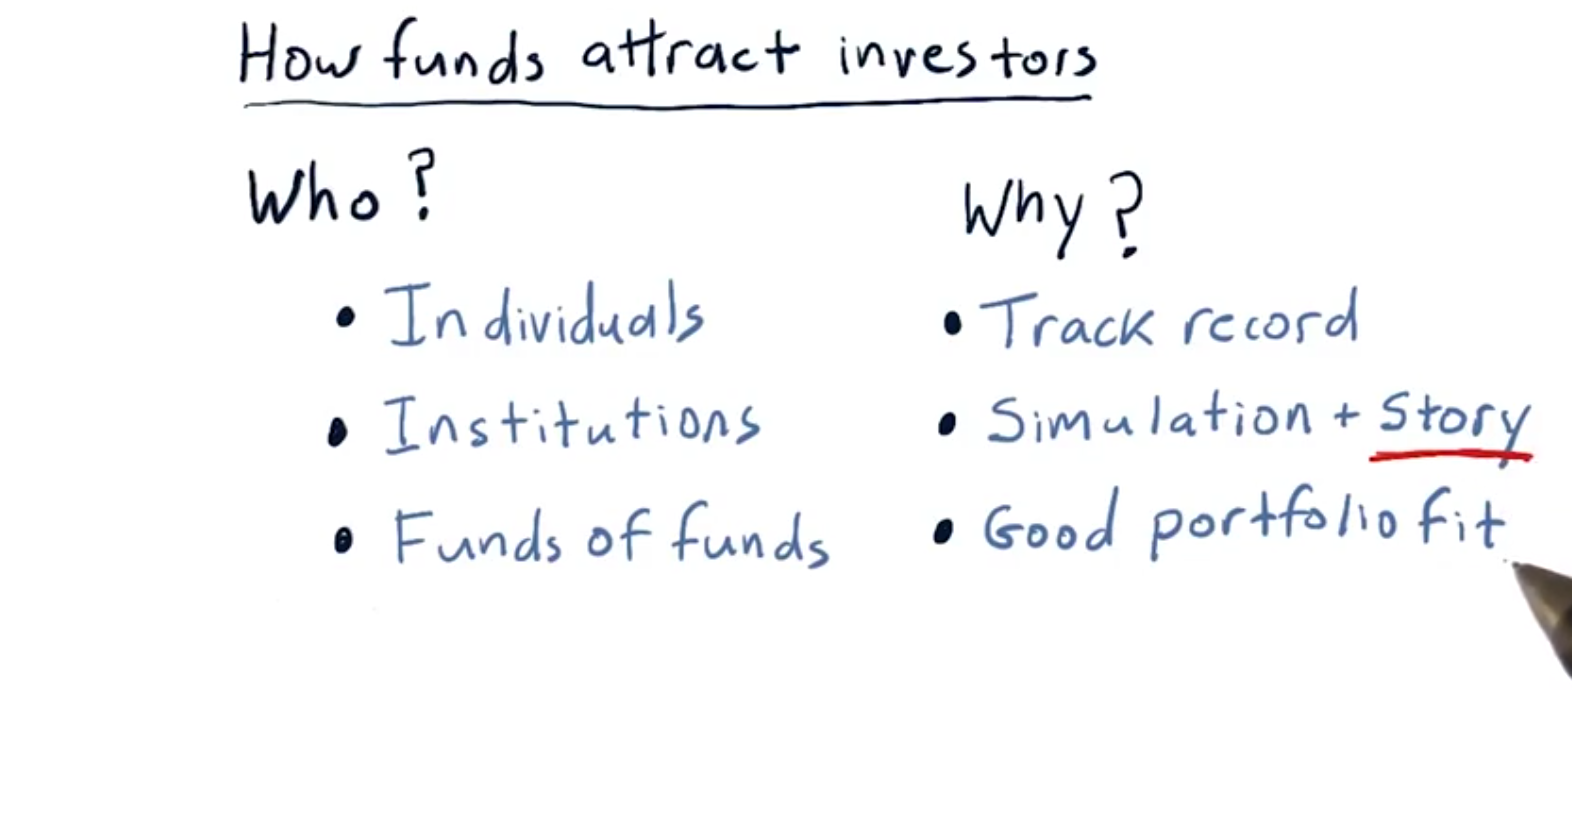 How funds attract investors
Who?
• Individuals
• Institutions
• Funds of funds
Why?
• Track record
• Simulation + Story
• Good portfolio fit